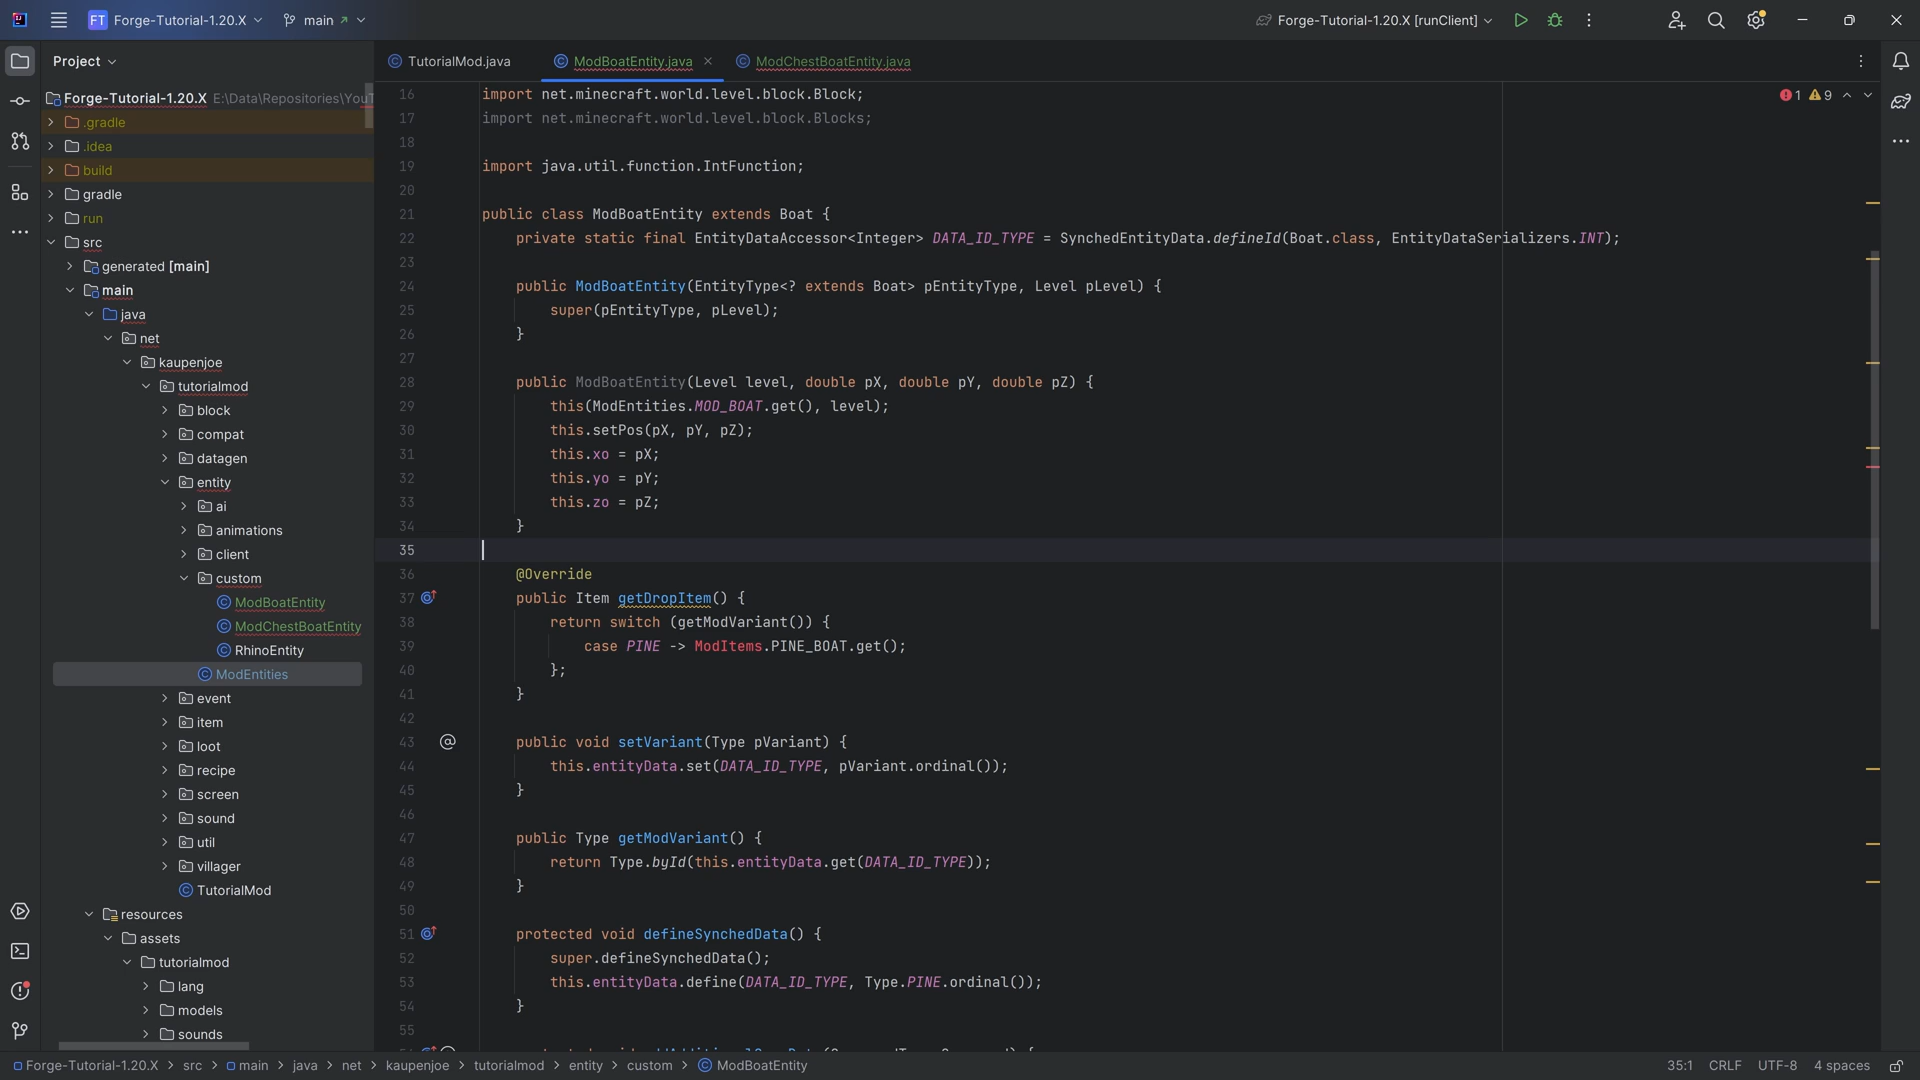 FT Forge-Tutorial-1.20.X main Forge-Tutorial-1.20.X [runClient]
Project
TutorialMod.java ModBoatEntity.java ModChestBoatEntity.java
Forge-Tutorial-1.20.X E:\Data\Repositories\YouT
.gradle
.idea
build
gradle
run
src
generated [main]
main
java
net
kaupenjoe
tutorialmod
block
compat
datagen
entity
ai
animations
client
custom
ModBoatEntity
ModChestBoatEntity
RhinoEntity
ModEntities
event
item
loot
recipe
screen
sound
util
villager
TutorialMod
resources
assets
tutorialmod
lang
models
sounds
1 9
16 import net.minecraft.world.level.block.Block;
17 import net.minecraft.world.level.block.Blocks;
18
19 import java.util.function.IntFunction;
20
21 public class ModBoatEntity extends Boat {
22 private static final EntityDataAccessor<Integer> DATA_ID_TYPE = SynchedEntityData.defineId(Boat.class, EntityDataSerializers.INT);
23
24 public ModBoatEntity(EntityType<? extends Boat> pEntityType, Level pLevel) {
25 super(pEntityType, pLevel);
26 }
27
28 public ModBoatEntity(Level level, double pX, double pY, double pZ) {
29 this(ModEntities.MOD_BOAT.get(), level);
30 this.setPos(pX, pY, pZ);
31 this.xo = pX;
32 this.yo = pY;
33 this.zo = pZ;
34 }
35
36 @Override
37 public Item getDropItem() {
38 return switch (getModVariant()) {
39 case PINE -> ModItems.PINE_BOAT.get();
40 };
41 }
42
43 @ public void setVariant(Type pVariant) {
44 this.entityData.set(DATA_ID_TYPE, pVariant.ordinal());
45 }
46
47 public Type getModVariant() {
48 return Type.byId(this.entityData.get(DATA_ID_TYPE));
49 }
50
51 protected void defineSynchedData() {
52 super.defineSynchedData();
53 this.entityData.define(DATA_ID_TYPE, Type.PINE.ordinal());
54 }
55
Forge-Tutorial-1.20.X > src > main > java > net > kaupenjoe > tutorialmod > entity > custom > ModBoatEntity 35:1 CRLF UTF-8 4 spaces